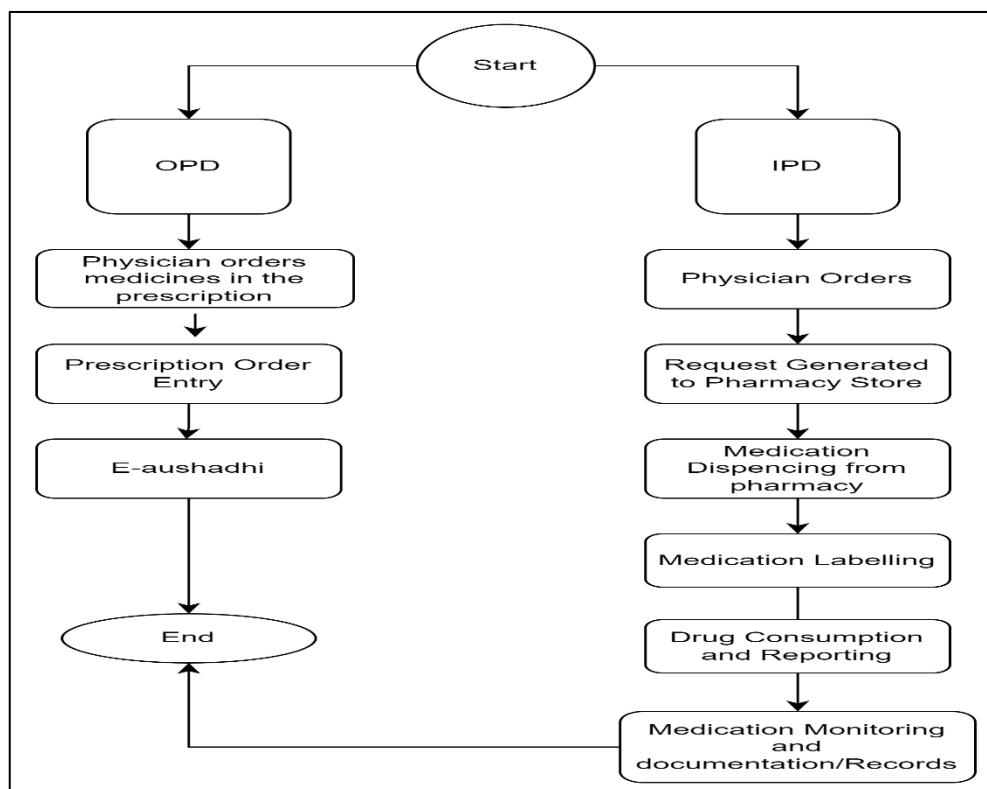 Start
OPD
Physician orders
medicines in the
prescription
Prescription Order
Entry
E-aushadhi
End
IPD
Physician Orders
Request Generated
to Pharmacy Store
Medication
Dispencing from
pharmacy
Medication Labelling
Drug Consumption
and Reporting
Medication Monitoring
and
documentation/Records